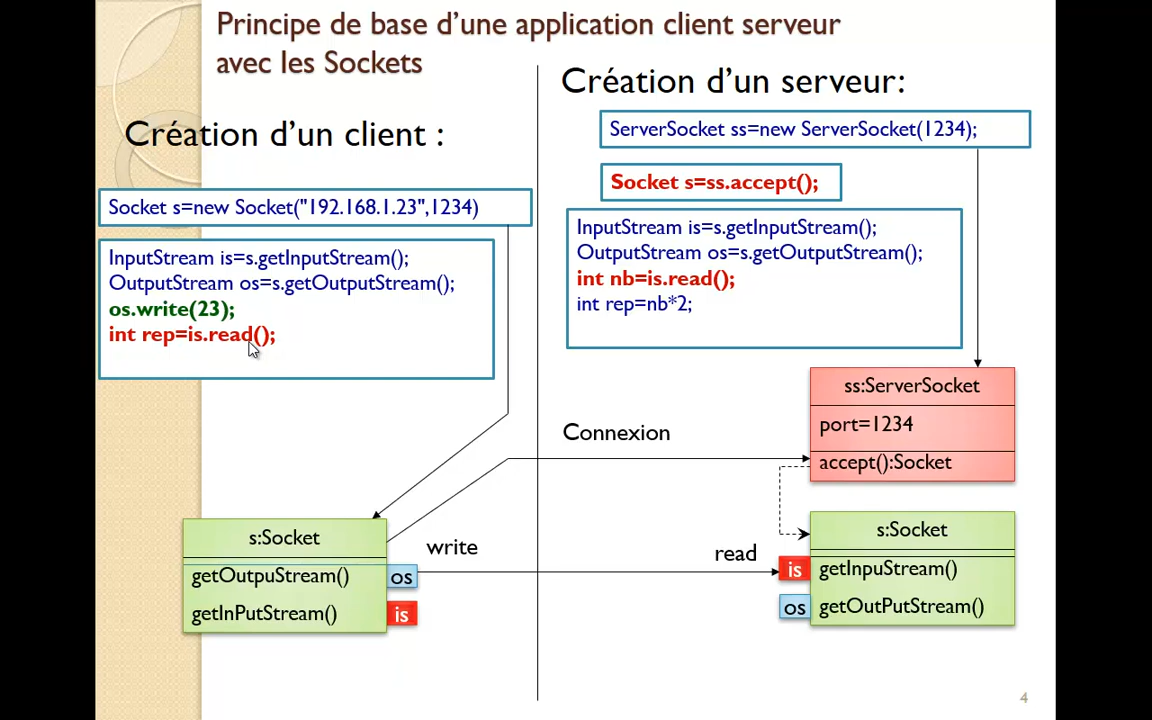 Principe de base d’une application client serveur
avec les Sockets
Création d’un client :
Socket s=new Socket("192.168.1.23",1234)
InputStream is=s.getInputStream();
OutputStream os=s.getOutputStream();
os.write(23);
int rep=is.read();
Création d’un serveur:
ServerSocket ss=new ServerSocket(1234);
Socket s=ss.accept();
InputStream is=s.getInputStream();
OutputStream os=s.getOutputStream();
int nb=is.read();
int rep=nb*2;
ss:ServerSocket
port=1234
accept():Socket
Connexion
s:Socket
getOutpuStream()
os
getInPutStream()
is
write
read
s:Socket
is
getInpuStream()
os
getOutPutStream()
4